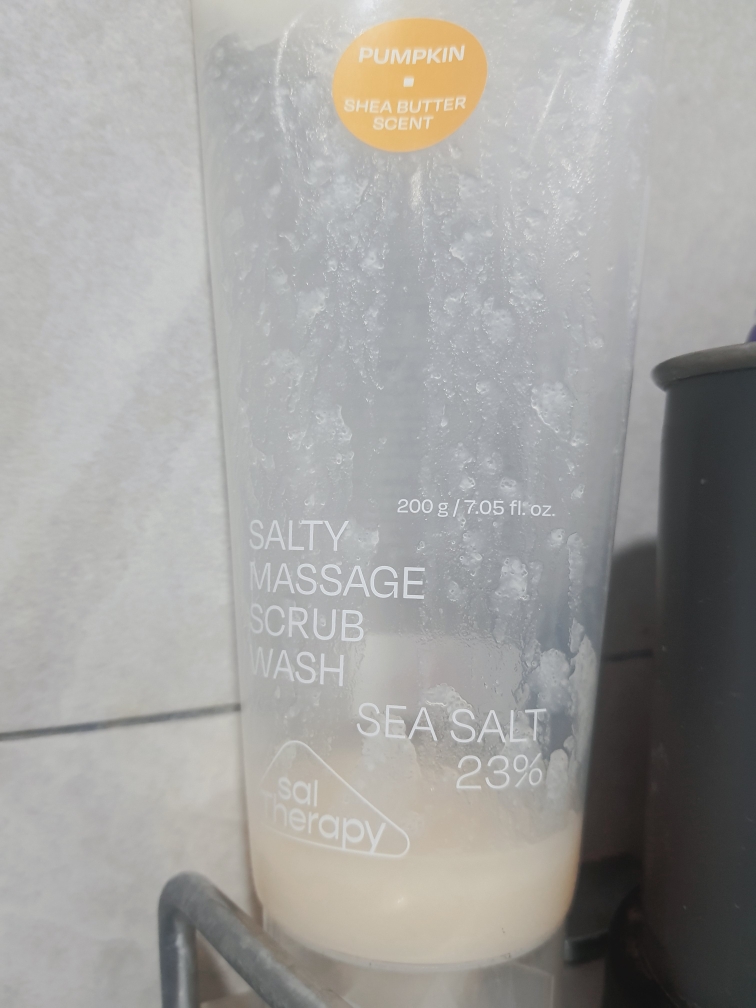 PUMPKIN
SHEA BUTTER
SCENT
200 g / 7.05 fl. oz.
SALTY
MASSAGE
SCRUB
WASH
SEA SALT
23%
sal
Therapy